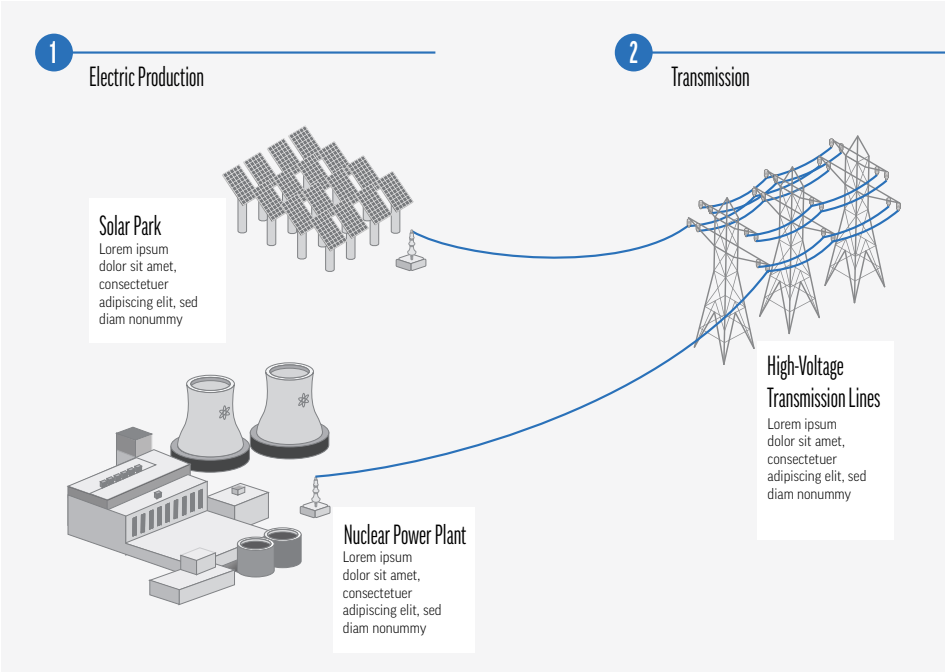 1
Electric Production
2
Transmission
Solar Park
Lorem ipsum
dolor sit amet,
consectetuer
adipiscing elit, sed
diam nonummy
High-Voltage
Transmission Lines
Lorem ipsum
dolor sit amet,
consectetuer
adipiscing elit, sed
diam nonummy
Nuclear Power Plant
Lorem ipsum
dolor sit amet,
consectetuer
adipiscing elit, sed
diam nonummy